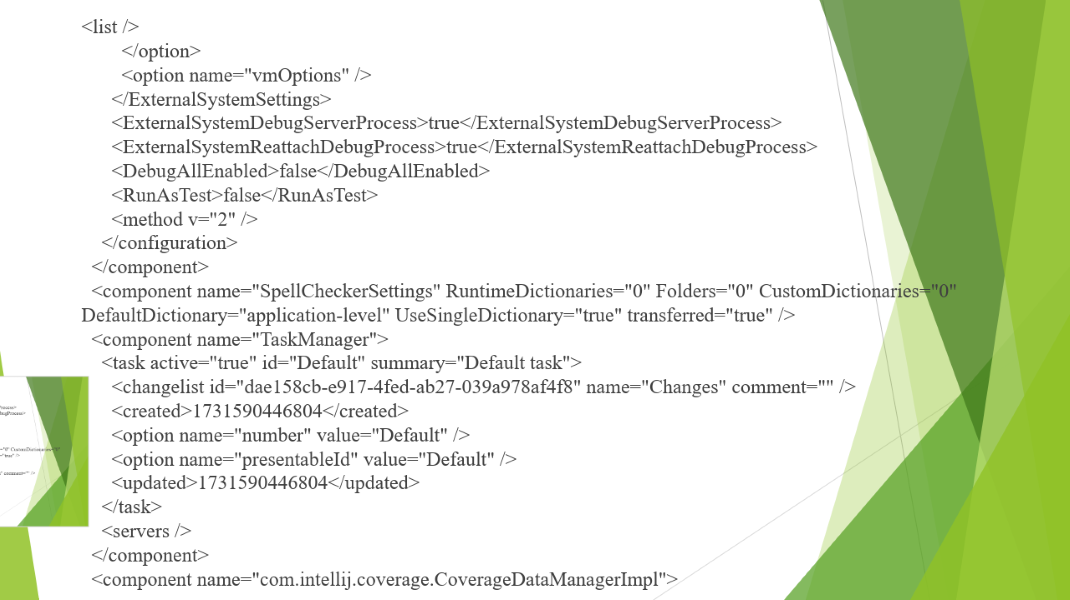 <list />
</option>
<option name="vmOptions" />
</ExternalSystemSettings>
<ExternalSystemDebugServerProcess>true</ExternalSystemDebugServerProcess>
<ExternalSystemReattachDebugProcess>true</ExternalSystemReattachDebugProcess>
<DebugAllEnabled>false</DebugAllEnabled>
<RunAsTest>false</RunAsTest>
<method v="2" />
</configuration>
</component>
<component name="SpellCheckerSettings" RuntimeDictionaries="0" Folders="0" CustomDictionaries="0"
DefaultDictionary="application-level" UseSingleDictionary="true" transferred="true" />
<component name="TaskManager">
<task active="true" id="Default" summary="Default task">
<changelist id="dae158cb-e917-4fed-ab27-039a978af4f8" name="Changes" comment="" />
<created>1731590446804</created>
<option name="number" value="Default" />
<option name="presentableId" value="Default" />
<updated>1731590446804</updated>
</task>
<servers />
</component>
<component name="com.intellij.coverage.CoverageDataManagerImpl">